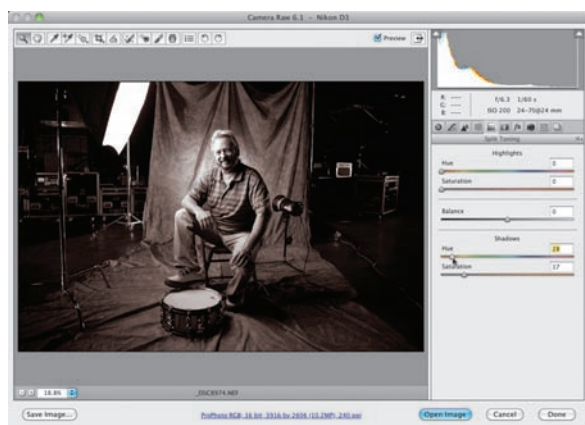 Camera Raw 6.1 - Nikon D3
Preview
R: ---
G: ---
B: ---
f/6.3 1/60 s
ISO 200 24-70@24 mm
Split Toning
Highlights
Hue 0
Saturation 0
Balance 0
Shadows
Hue 28
Saturation 17
18.8%
_DSC8974.NEF
Save Image...
ProPhoto RGB; 16 bit; 3916 by 2606 (10.2MP); 240 ppi
Open Image
Cancel
Done